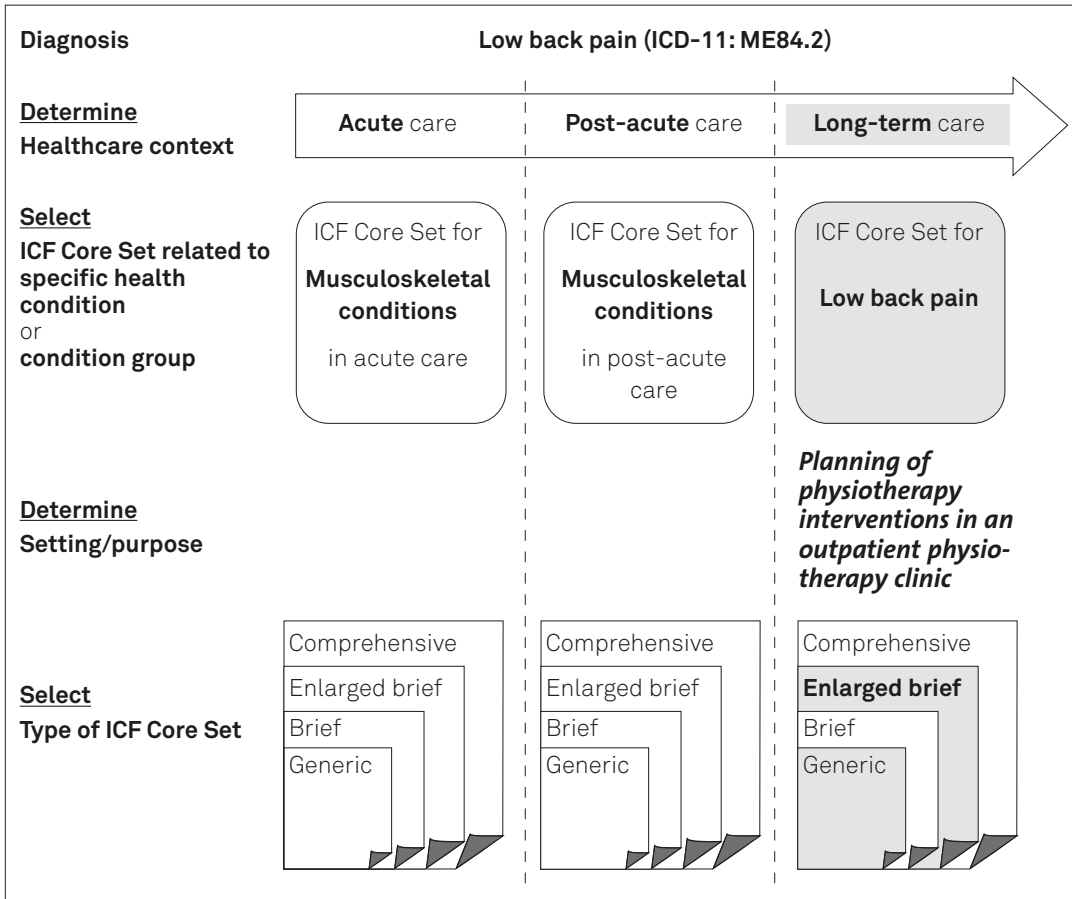 Diagnosis
Low back pain (ICD-11: ME84.2)
Determine
Healthcare context
Acute care
Post-acute care
Long-term care
Select
ICF Core Set related to
specific health
condition
or
condition group
ICF Core Set for
Musculoskeletal
conditions
in acute care
ICF Core Set for
Musculoskeletal
conditions
in post-acute
care
ICF Core Set for
Low back pain
Determine
Setting/purpose
Planning of
physiotherapy
interventions in an
outpatient physio-
therapy clinic
Select
Type of ICF Core Set
Comprehensive
Enlarged brief
Brief
Generic
Comprehensive
Enlarged brief
Brief
Generic
Comprehensive
Enlarged brief
Brief
Generic